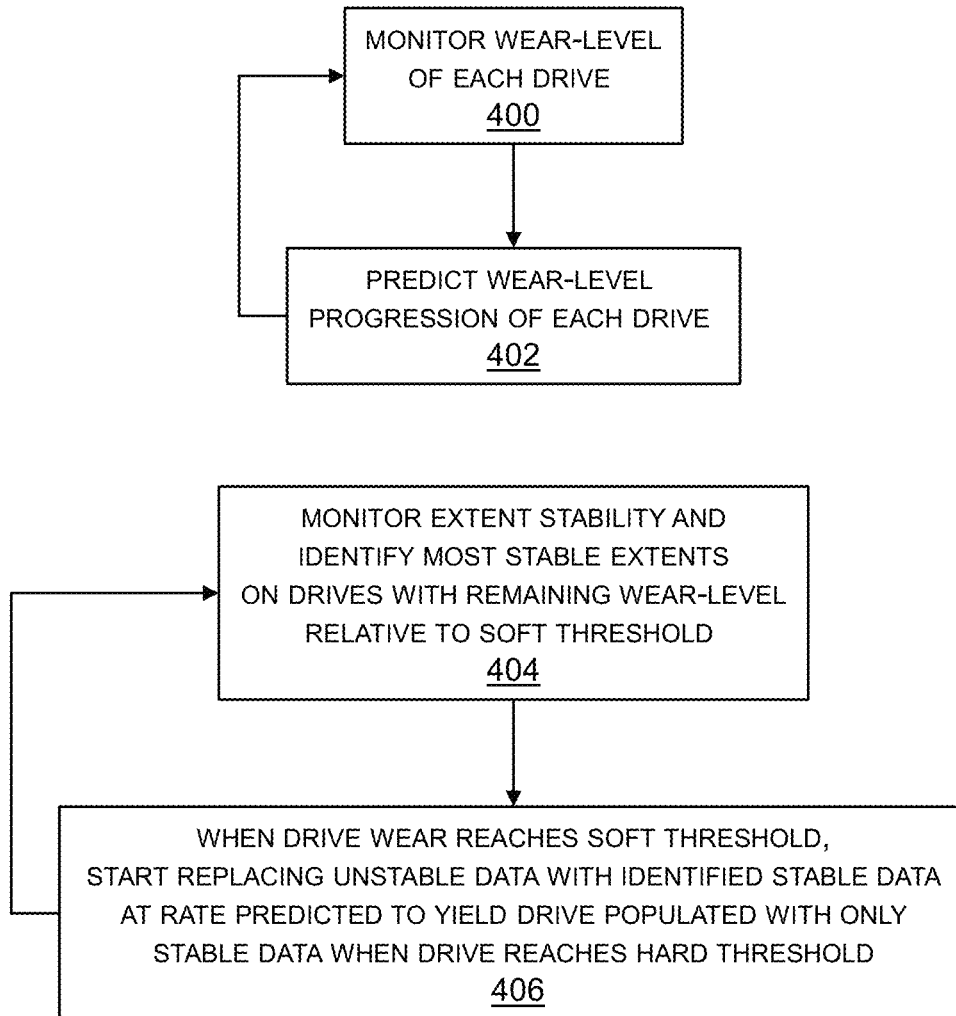 MONITOR WEAR-LEVEL
OF EACH DRIVE
400
PREDICT WEAR-LEVEL
PROGRESSION OF EACH DRIVE
402
MONITOR EXTENT STABILITY AND
IDENTIFY MOST STABLE EXTENTS
ON DRIVES WITH REMAINING WEAR-LEVEL
RELATIVE TO SOFT THRESHOLD
404
WHEN DRIVE WEAR REACHES SOFT THRESHOLD,
START REPLACING UNSTABLE DATA WITH IDENTIFIED STABLE DATA
AT RATE PREDICTED TO YIELD DRIVE POPULATED WITH ONLY
STABLE DATA WHEN DRIVE REACHES HARD THRESHOLD
406